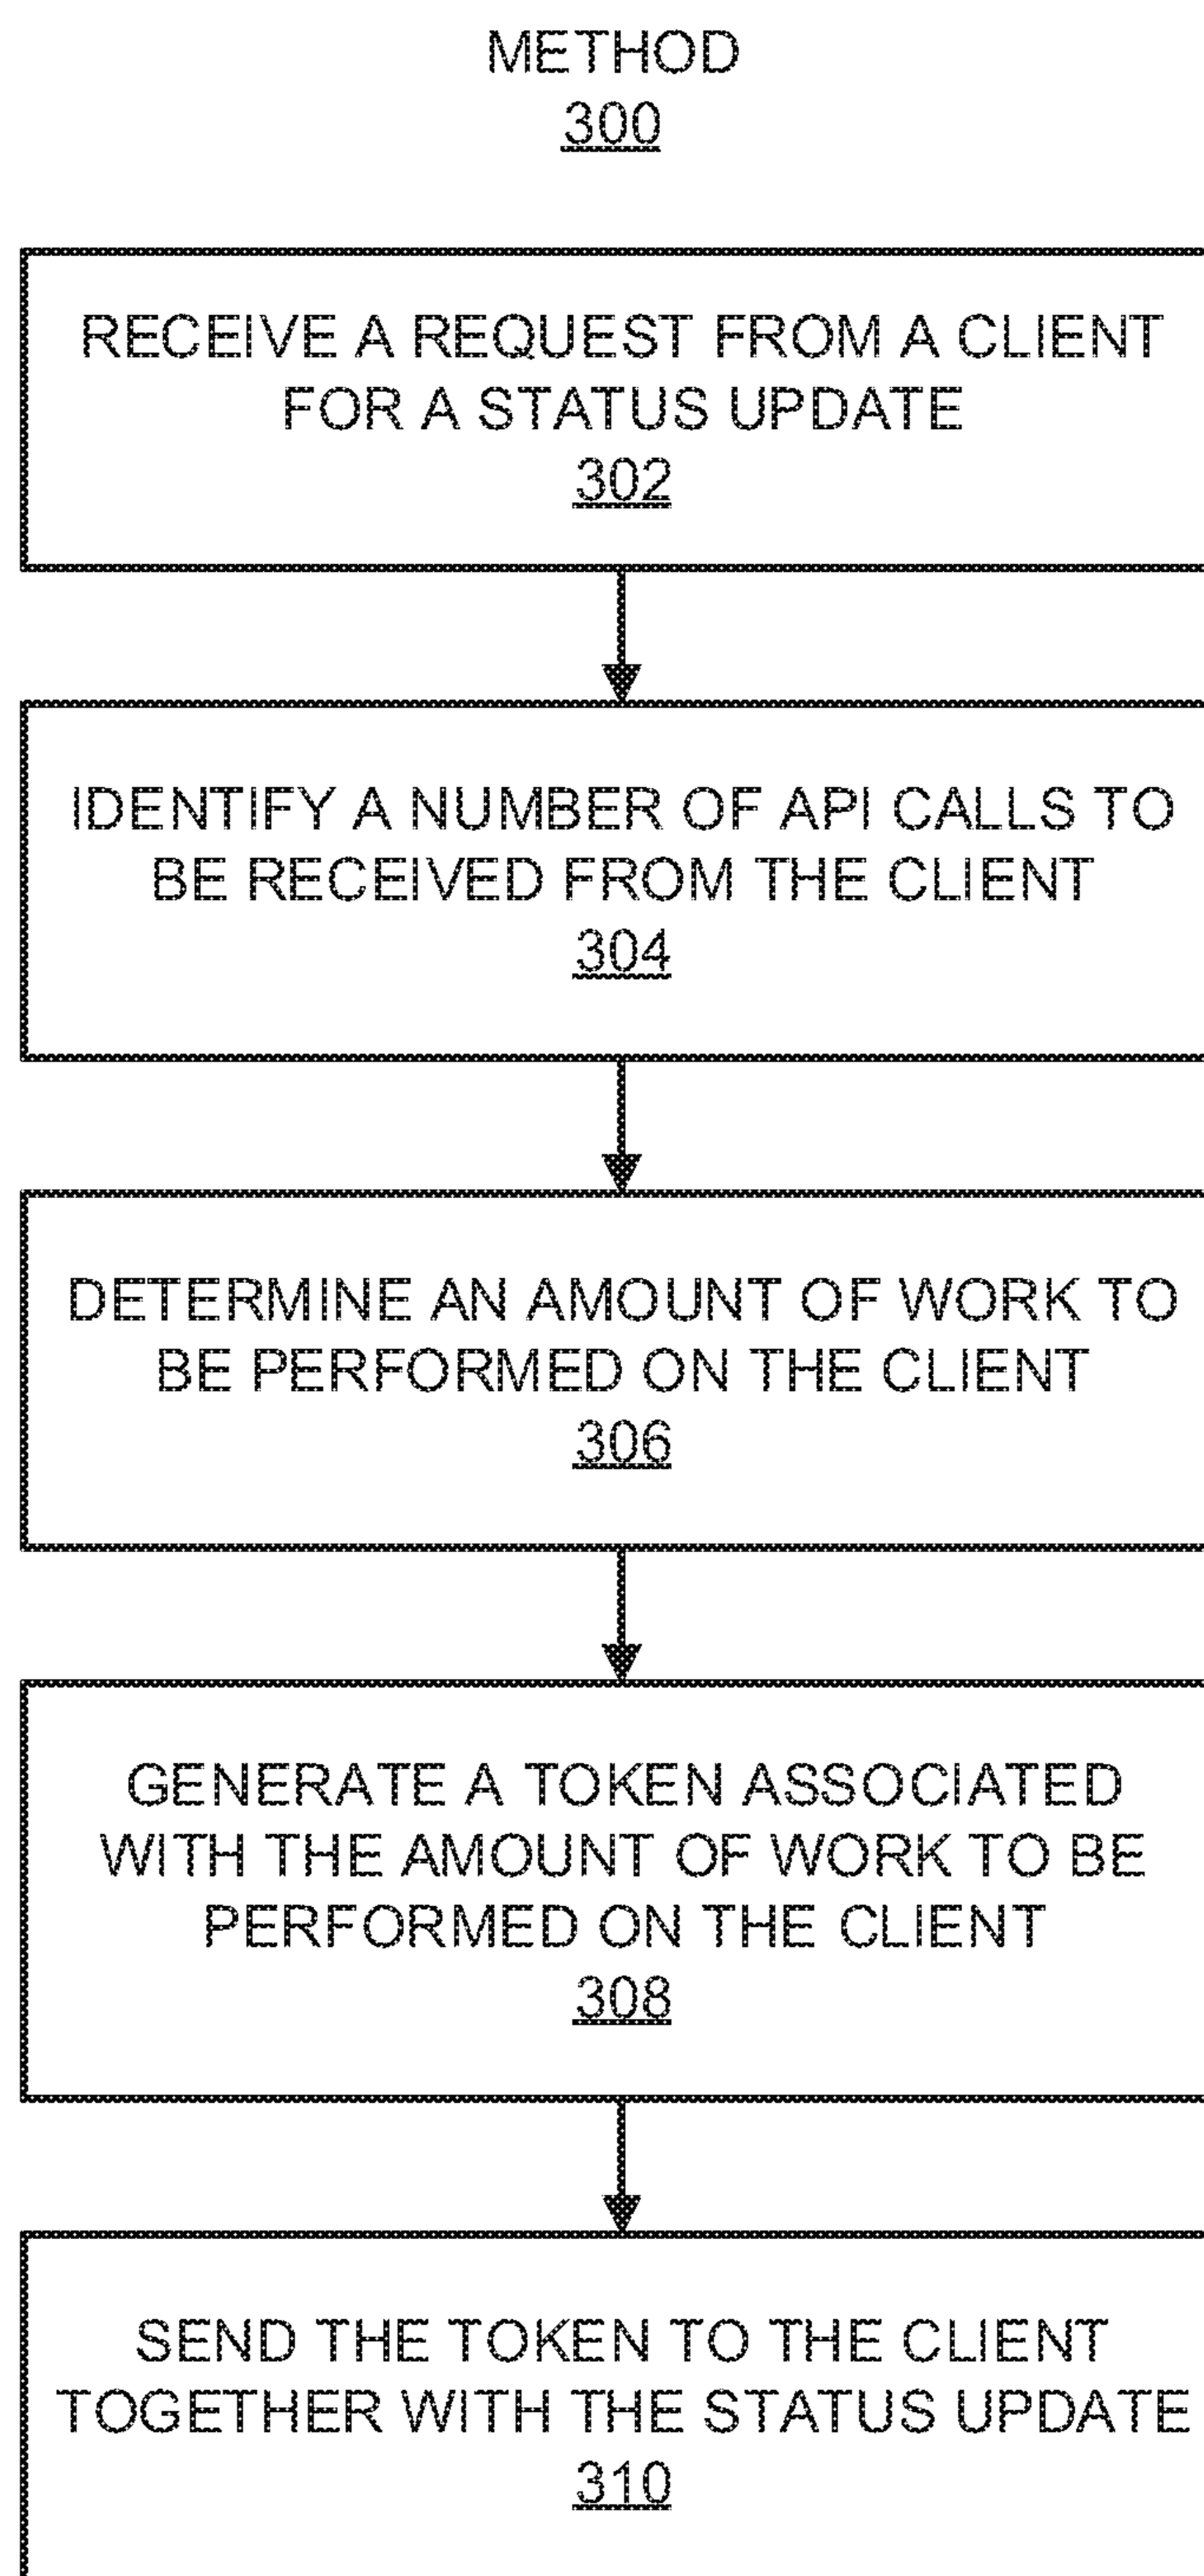 METHOD
300
RECEIVE A REQUEST FROM A CLIENT
FOR A STATUS UPDATE
302
IDENTIFY A NUMBER OF API CALLS TO
BE RECEIVED FROM THE CLIENT
304
DETERMINE AN AMOUNT OF WORK TO
BE PERFORMED ON THE CLIENT
306
GENERATE A TOKEN ASSOCIATED
WITH THE AMOUNT OF WORK TO BE
PERFORMED ON THE CLIENT
308
SEND THE TOKEN TO THE CLIENT
TOGETHER WITH THE STATUS UPDATE
310